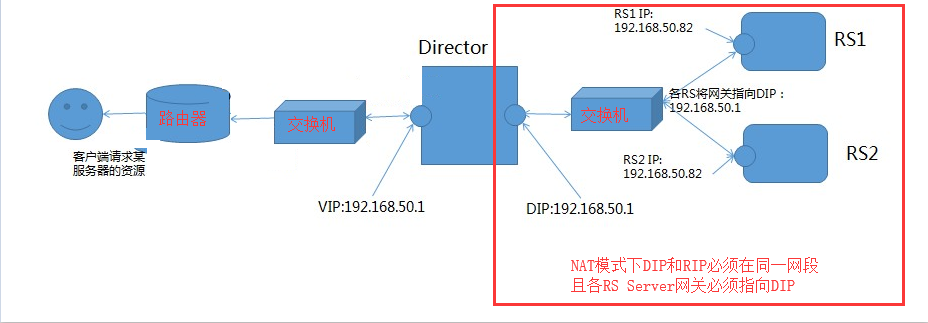 RS1 IP:
192.168.50.82
RS1
Director
路由器
交换机
交换机
各RS将网关指向DIP：
192.168.50.1
客户端请求某
服务器的资源
RS2 IP:
192.168.50.82
RS2
VIP:192.168.50.1
DIP:192.168.50.1
NAT模式下DIP和RIP必须在同一网段
且各RS Server网关必须指向DIP